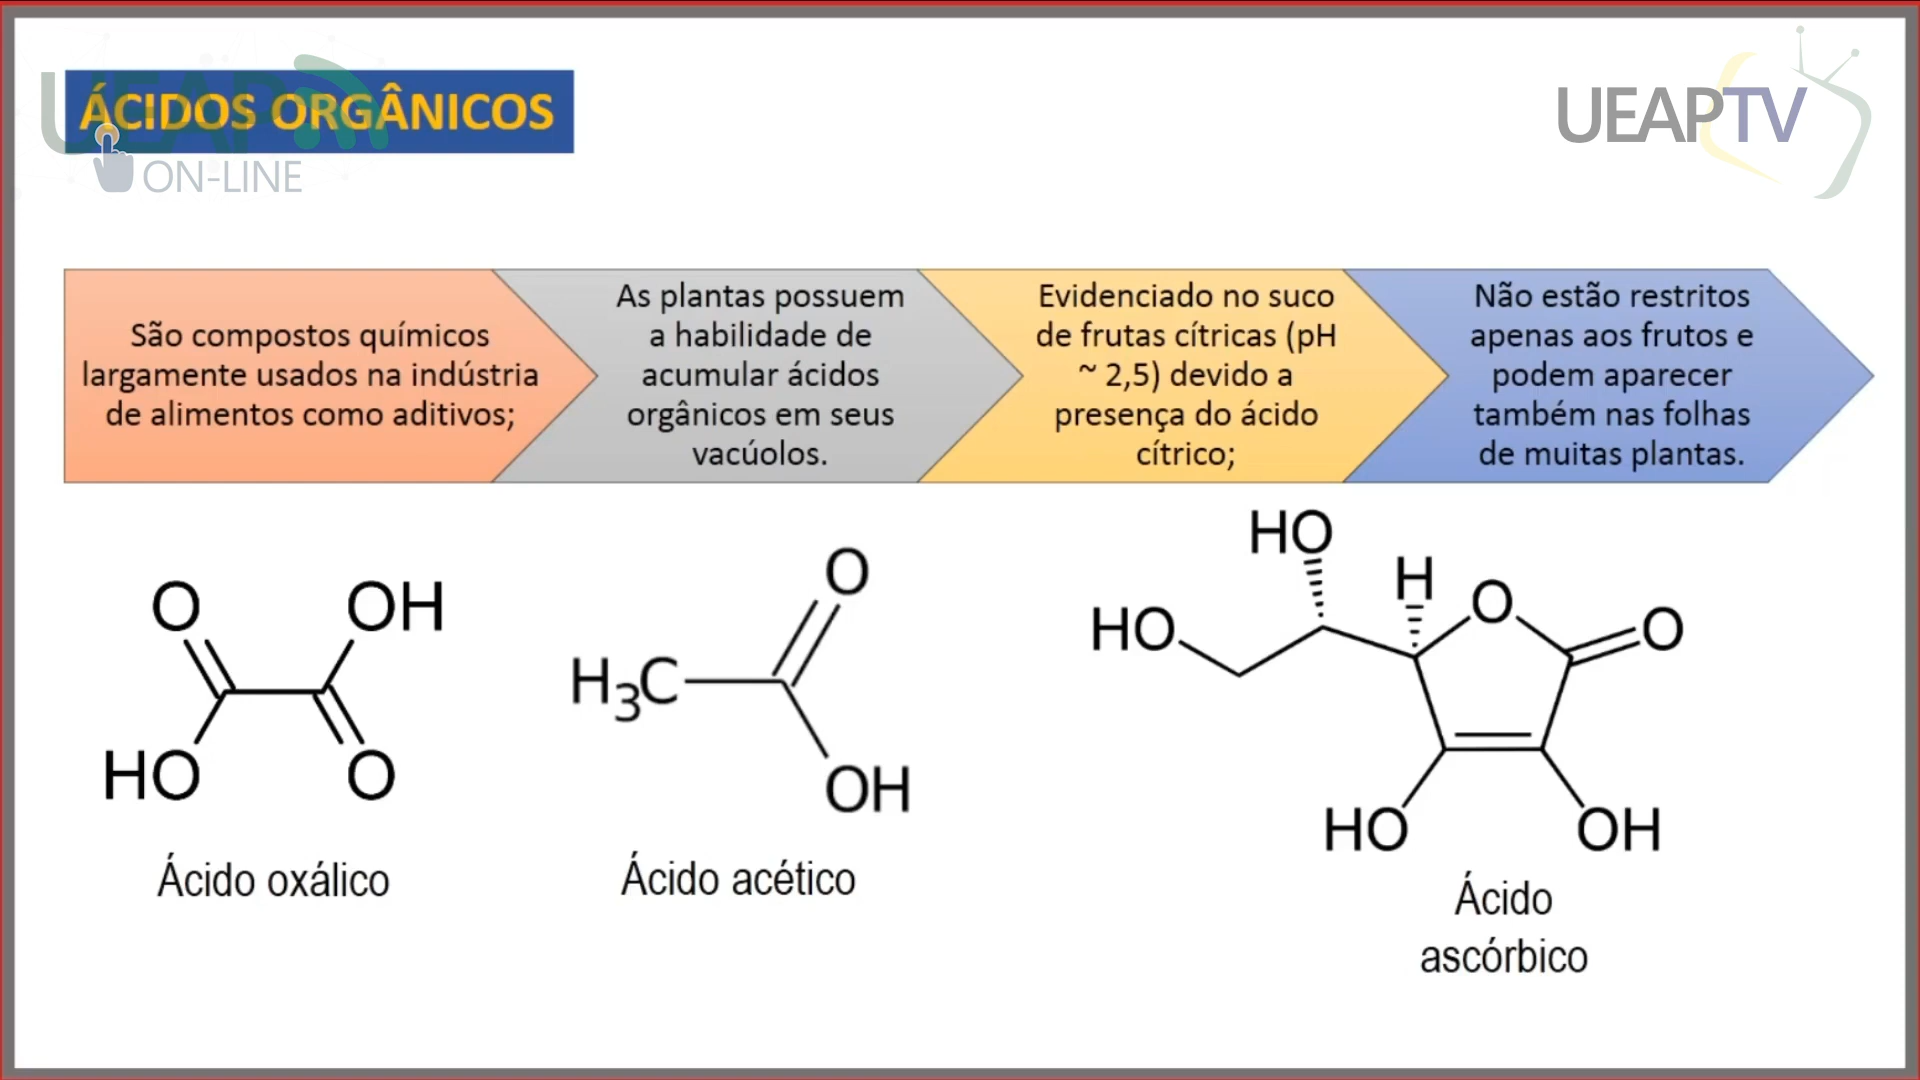 UEAP
ÁCIDOS ORGÂNICOS
ON-LINE
UEAPTV
São compostos químicos
largamente usados na indústria
de alimentos como aditivos;
As plantas possuem
a habilidade de
acumular ácidos
orgânicos em seus
vacúolos.
Evidenciado no suco
de frutas cítricas (pH
~ 2,5) devido a
presença do ácido
cítrico;
Não estão restritos
apenas aos frutos e
podem aparecer
também nas folhas
de muitas plantas.
O
OH
HO
O
Ácido oxálico
O
H3C
OH
Ácido acético
HO
H
O
HO
O
HO
OH
Ácido
ascórbico